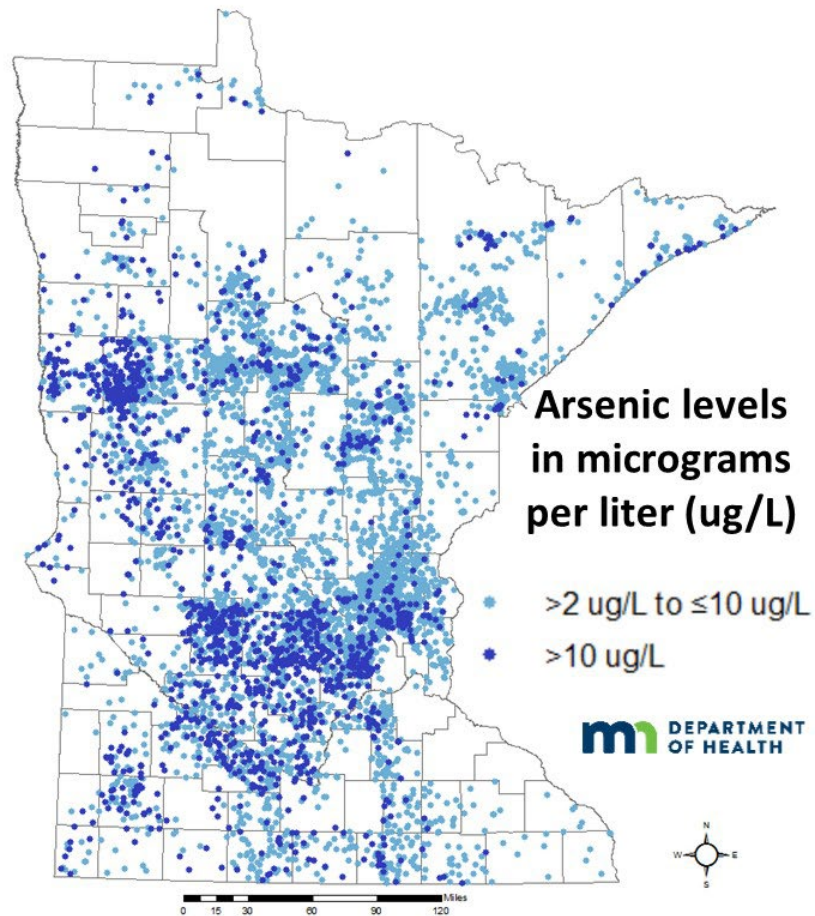 Arsenic levels
in micrograms
per liter (ug/L)
>2 ug/L to ≤10 ug/L
>10 ug/L
mn DEPARTMENT
OF HEALTH
N
W E
S
Miles
0 15 30 60 90 120